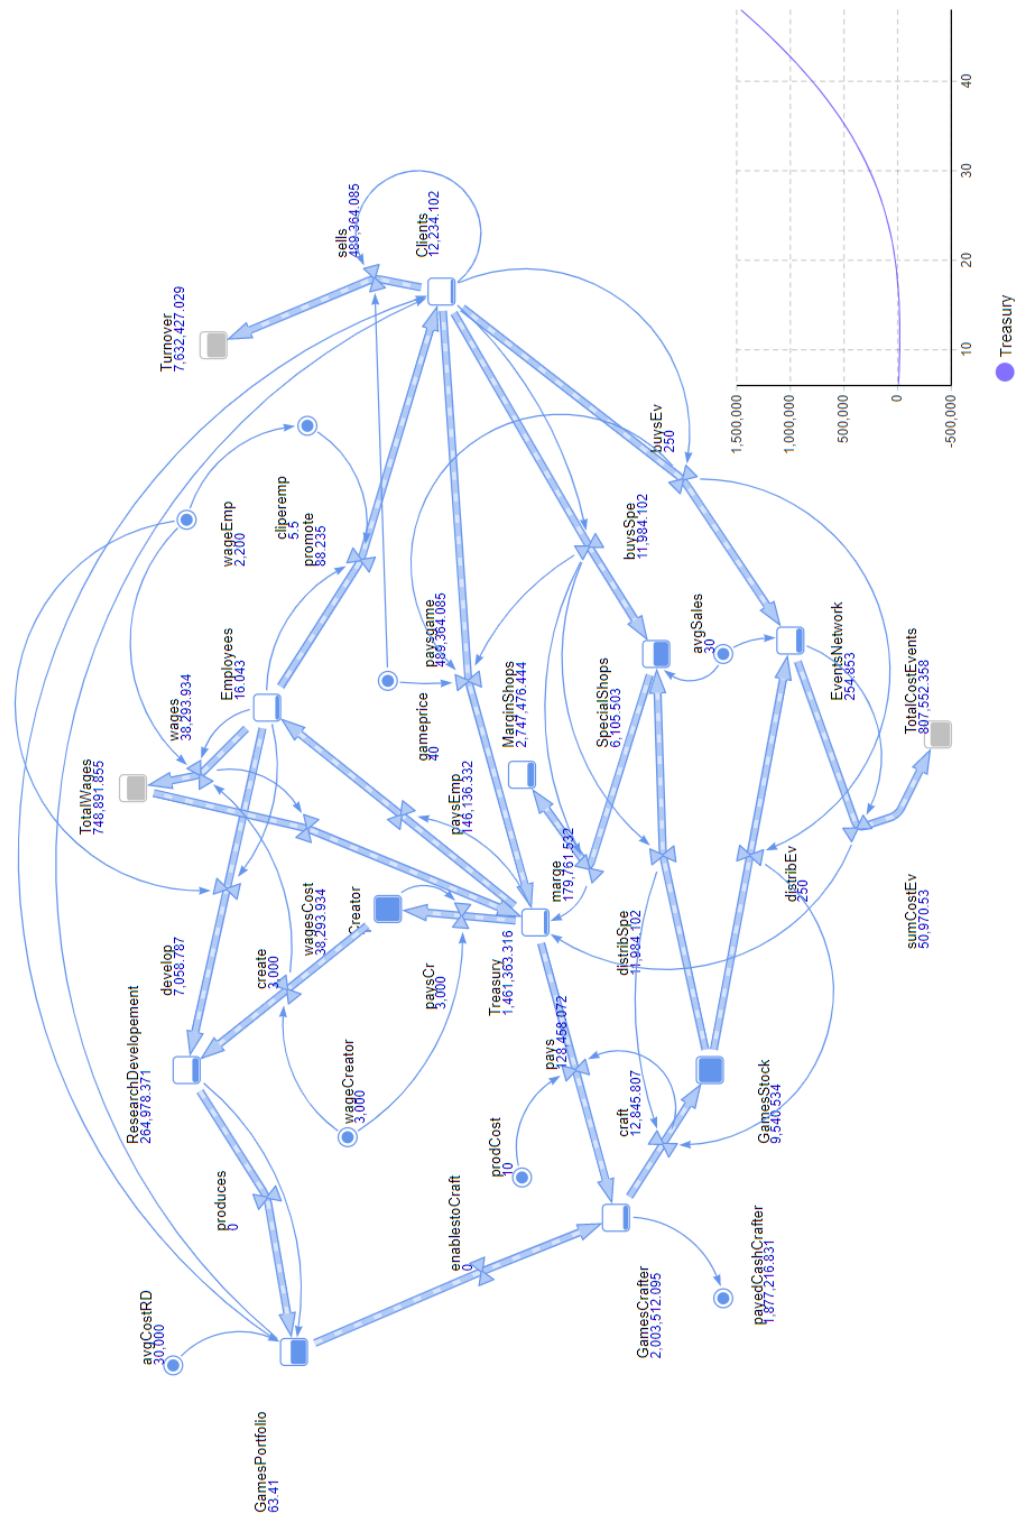 GamesPortfolio
63.41
avgCostRD
30,000
produces
0
ResearchDevelopement
264,978.371
develop
7,058.787
create
3,000
wagesCost
38,293.934
Creator
TotalWages
748,891.855
wages
38,293.934
Employees
16.043
wageEmp
2,200
cliperemp
5.5
promote
88.235
Turnover
7,632,427.029
sells
489,364.085
Clients
12,234.102
enablestoCraft
0
wageCreator
3,000
paysCr
3,000
paysEmp
146,136.332
gameprice
40
paysgame
489,364.085
Treasury
1,461,363.316
MarginShops
2,747,476.444
marge
179,761.532
prodCost
10
pays
128,458.072
GamesCrafter
2,003,512.095
payedCashCrafter
1,877,216.831
craft
12,845.807
GamesStock
9,540.534
distribSpe
11,984.102
SpecialShops
6,105.503
buysSpe
11,984.102
buysEv
250
avgSales
30
distribEv
250
EventsNetwork
254.853
sumCostEv
50,970.53
TotalCostEvents
807,552.358
1,500,000
1,000,000
500,000
0
-500,000
10
20
30
40
Treasury